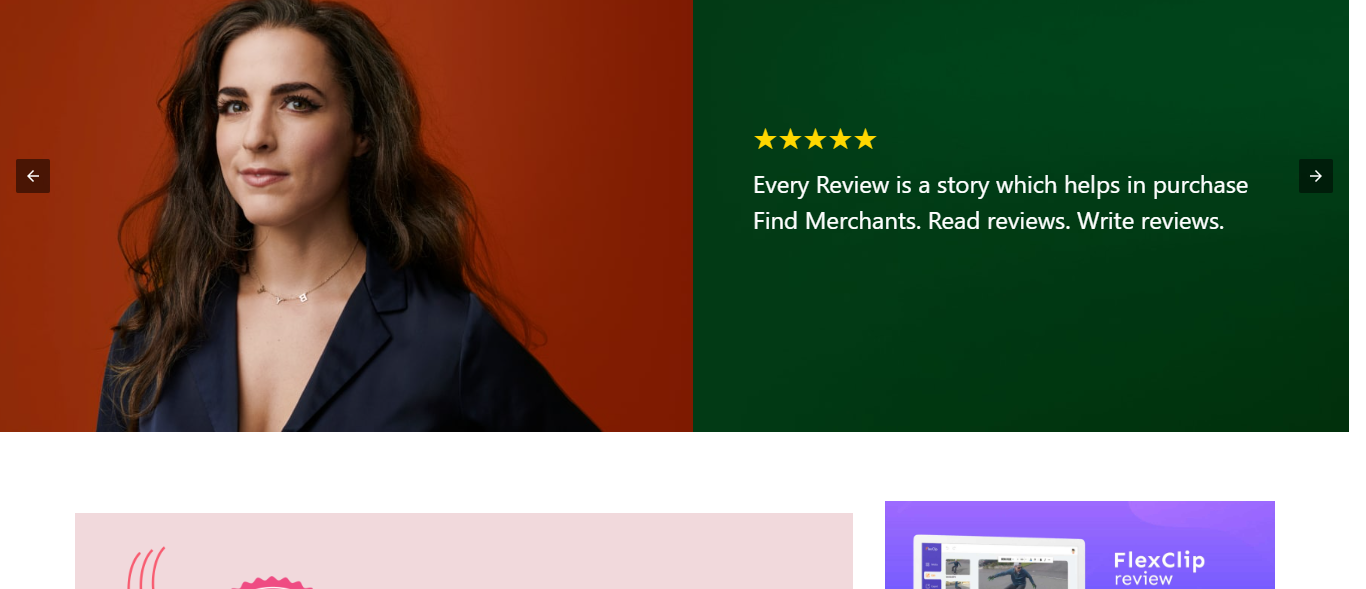 Every Review is a story which helps in purchase
Find Merchants. Read reviews. Write reviews.
FlexClip
review